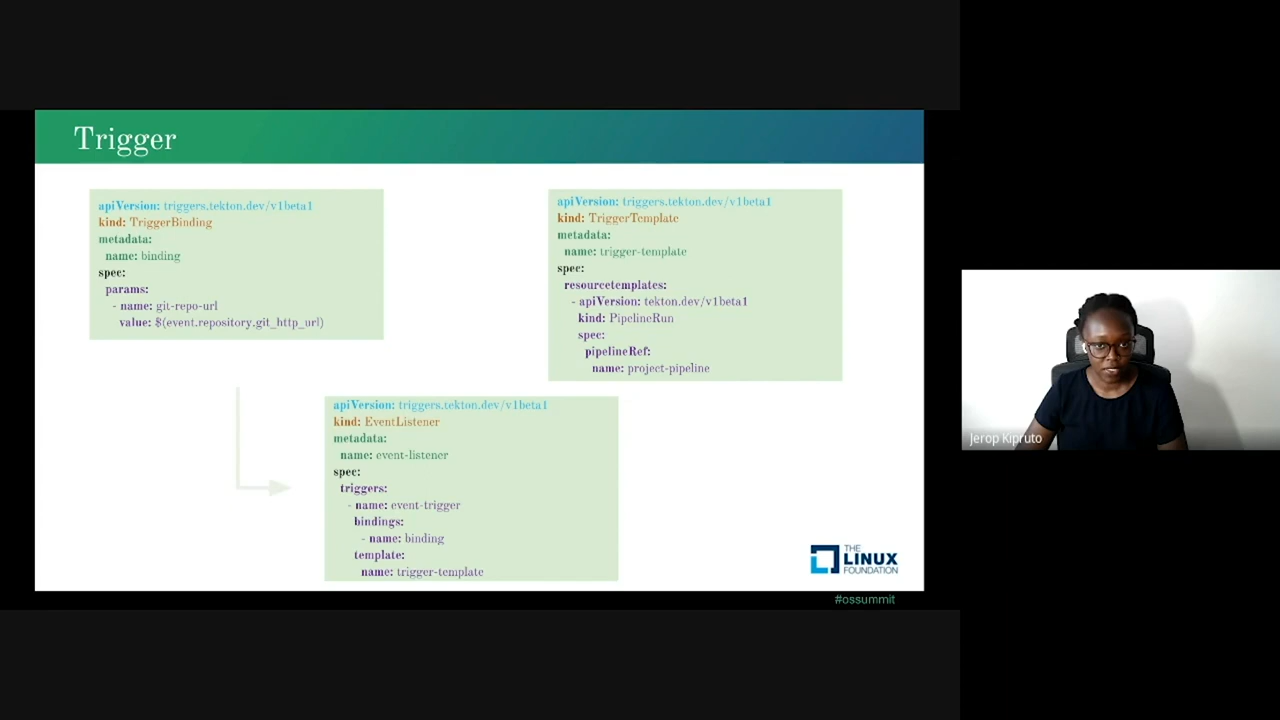 Trigger
apiVersion: triggers.tekton.dev/v1beta1
kind: TriggerBinding
metadata:
name: binding
spec:
params:
- name: git-repo-url
value: $(event.repository.git_http_url)
apiVersion: triggers.tekton.dev/v1beta1
kind: TriggerTemplate
metadata:
name: trigger-template
spec:
resourcetemplates:
- apiVersion: tekton.dev/v1beta1
kind: PipelineRun
spec:
pipelineRef:
name: project-pipeline
apiVersion: triggers.tekton.dev/v1beta1
kind: EventListener
metadata:
name: event-listener
spec:
triggers:
- name: event-trigger
bindings:
- name: binding
template:
name: trigger-template
THE
LINUX
FOUNDATION
#ossummit
Jerop Kipruto